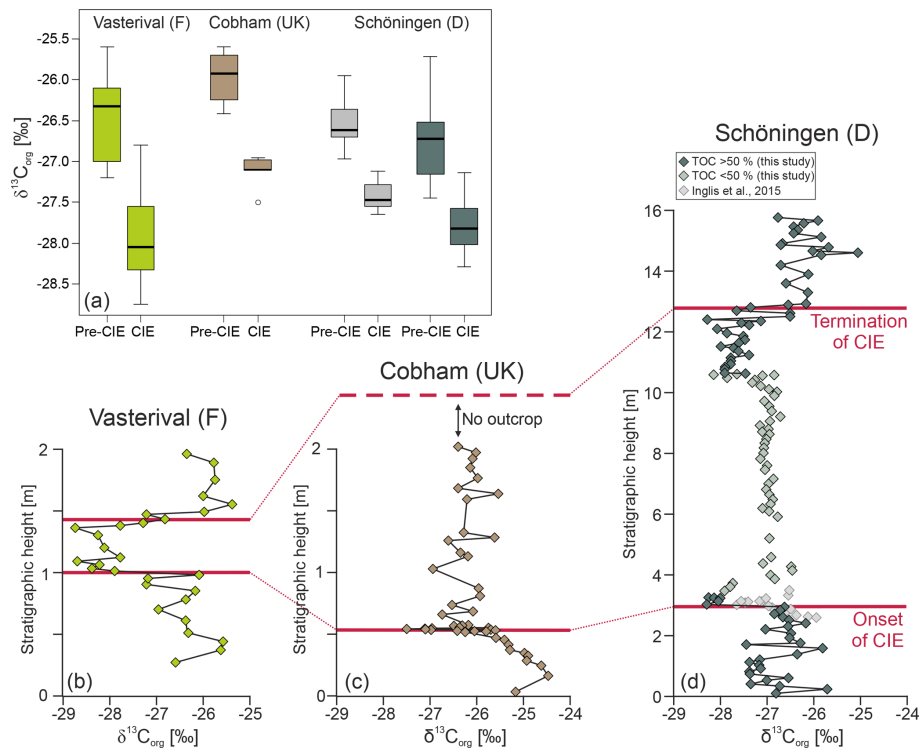 Vasterival (F) Cobham (UK) Schöningen (D)
δ13Corg [‰]
-25.5
-26.0
-26.5
-27.0
-27.5
-28.0
-28.5
(a)
Pre-CIE CIE Pre-CIE CIE Pre-CIE CIE Pre-CIE CIE
Vasterival (F)
Stratigraphic height [m]
2
1
0
(b)
-29 -28 -27 -26 -25
δ13Corg [‰]
Cobham (UK)
No outcrop
Stratigraphic height [m]
2
1
0
(c)
-29 -28 -27 -26 -25 -24
δ13Corg [‰]
Schöningen (D)
TOC >50 % (this study)
TOC <50 % (this study)
Inglis et al., 2015
Stratigraphic height [m]
16
14
12
10
8
6
4
2
0
Termination
of CIE
Onset
of CIE
(d)
-29 -28 -27 -26 -25 -24
δ13Corg [‰]